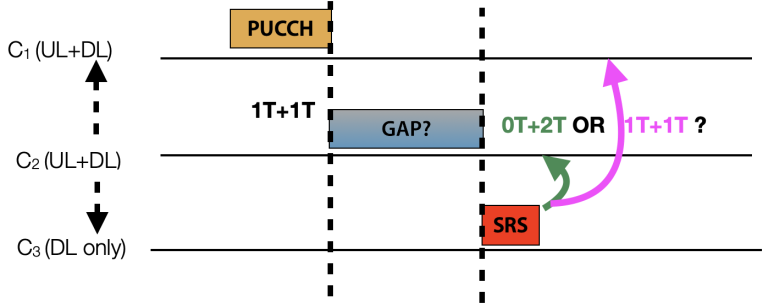 PUCCH
C₁ (UL+DL)
1T+1T
GAP?
0T+2T OR 1T+1T ?
C₂ (UL+DL)
SRS
C₃ (DL only)